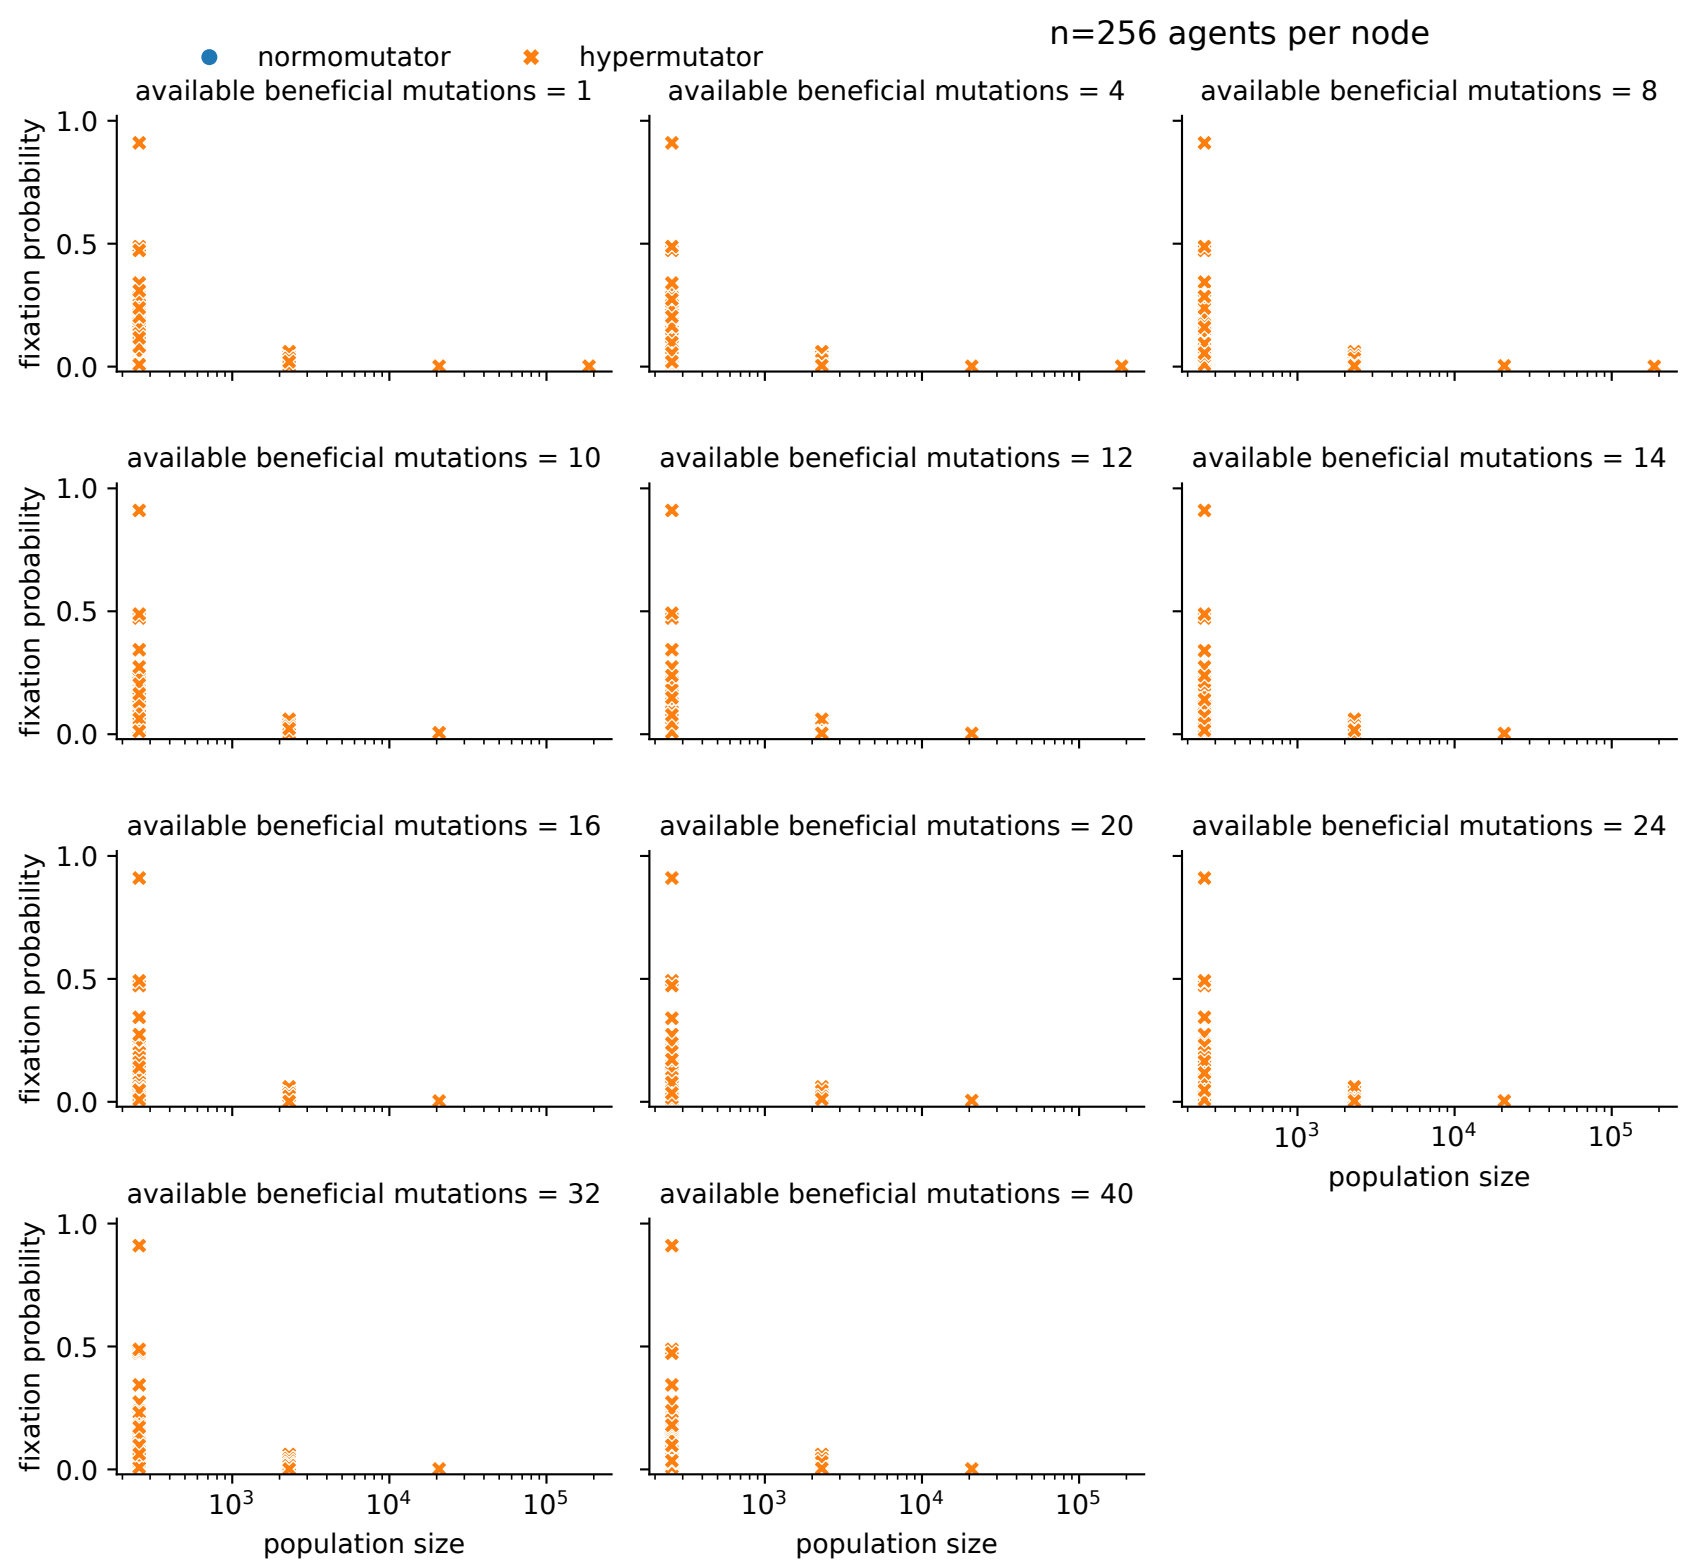 n=256 agents per node
normomutator hypermutator
available beneficial mutations = 1 available beneficial mutations = 4 available beneficial mutations = 8
fixation probability
1.0
0.5
0.0
available beneficial mutations = 10 available beneficial mutations = 12 available beneficial mutations = 14
fixation probability
1.0
0.5
0.0
available beneficial mutations = 16 available beneficial mutations = 20 available beneficial mutations = 24
fixation probability
1.0
0.5
0.0
10³ 10⁴ 10⁵
population size
available beneficial mutations = 32 available beneficial mutations = 40
fixation probability
1.0
0.5
0.0
10³ 10⁴ 10⁵ 10³ 10⁴ 10⁵
population size population size